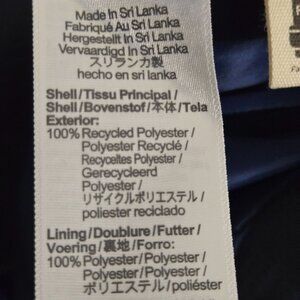 Made In Sri Lanka
Fabriqué Au Sri Lanka
Hergestellt In Sri Lanka
Vervaardigd In Sri Lanka
スリランカ製
hecho en sri lanka
Shell/Tissu Principal/
Shell/Bovenstof/本体/Tela
Exterior:
100% Recycled Polyester/
Polyester Recyclé/
Recyceltes Polyester/
Gerecycleerd
Polyester/
リサイクルポリエステル/
poliester reciclado
Lining/Doublure/Futter/
Voering/裏地/Forro:
100% Polyester/Polyester/
Polyester/Polyester/
ポリエステル/poliéster